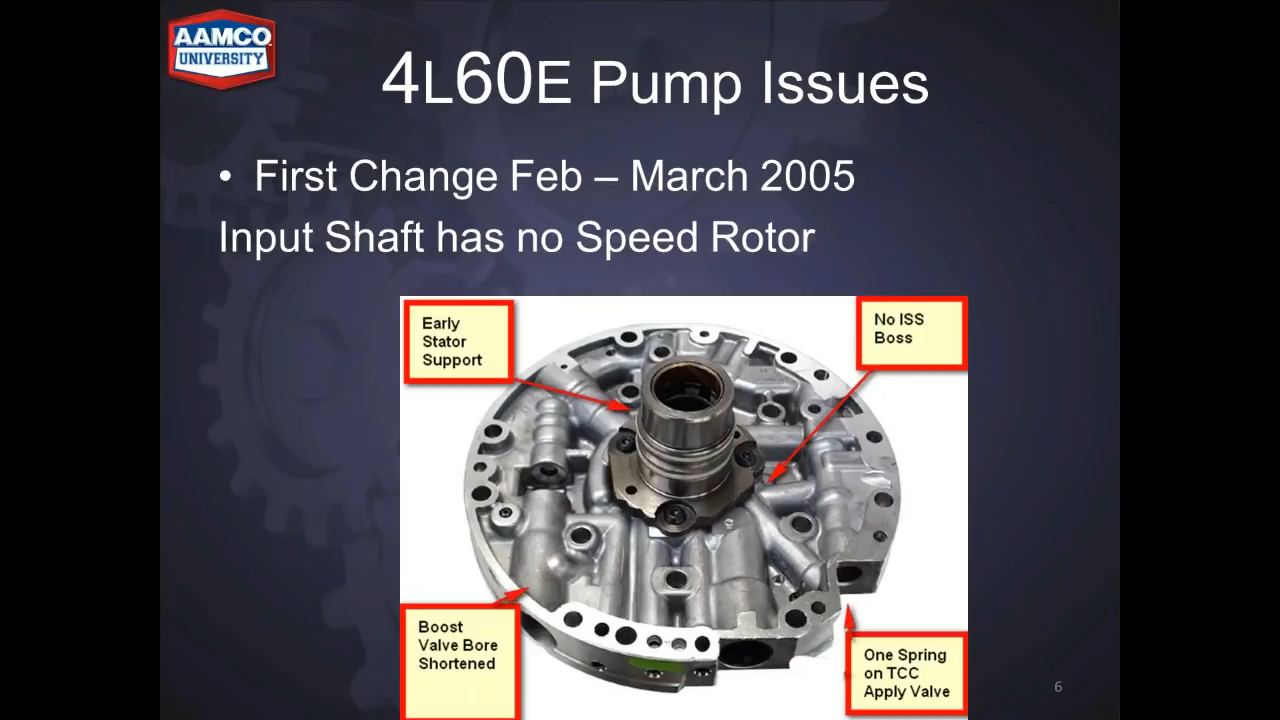 AAMCO
UNIVERSITY
4L60E Pump Issues
• First Change Feb – March 2005
Input Shaft has no Speed Rotor
Early
Stator
Support
No ISS
Boss
Boost
Valve Bore
Shortened
One Spring
on TCC
Apply Valve
6